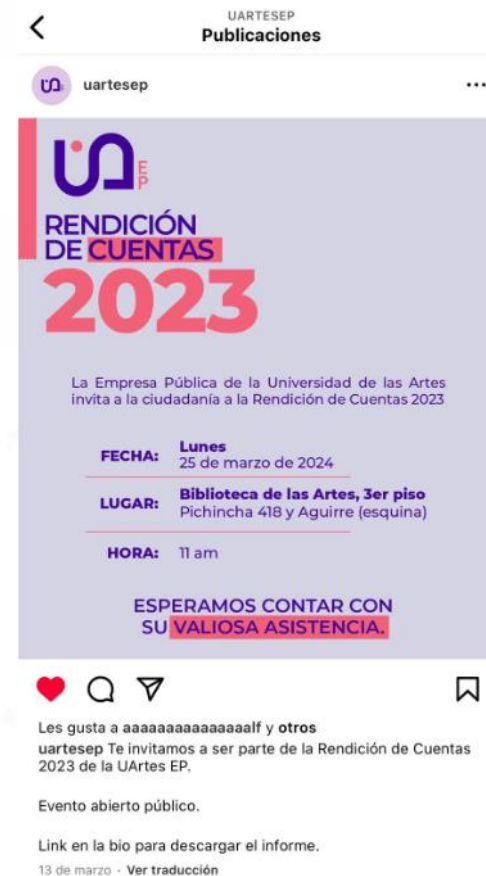 UARTESEP
Publicaciones
uartesep
EP
RENDICIÓN
DE CUENTAS
2023
La Empresa Pública de la Universidad de las Artes
invita a la ciudadanía a la Rendición de Cuentas 2023
FECHA: Lunes
25 de marzo de 2024
LUGAR: Biblioteca de las Artes, 3er piso
Pichincha 418 y Aguirre (esquina)
HORA: 11 am
ESPERAMOS CONTAR CON
SU VALIOSA ASISTENCIA.
Les gusta a aaaaaaaaaaaaaaalf y otros
uartesep Te invitamos a ser parte de la Rendición de Cuentas
2023 de la UArtes EP.
Evento abierto público.
Link en la bio para descargar el informe.
13 de marzo · Ver traducción